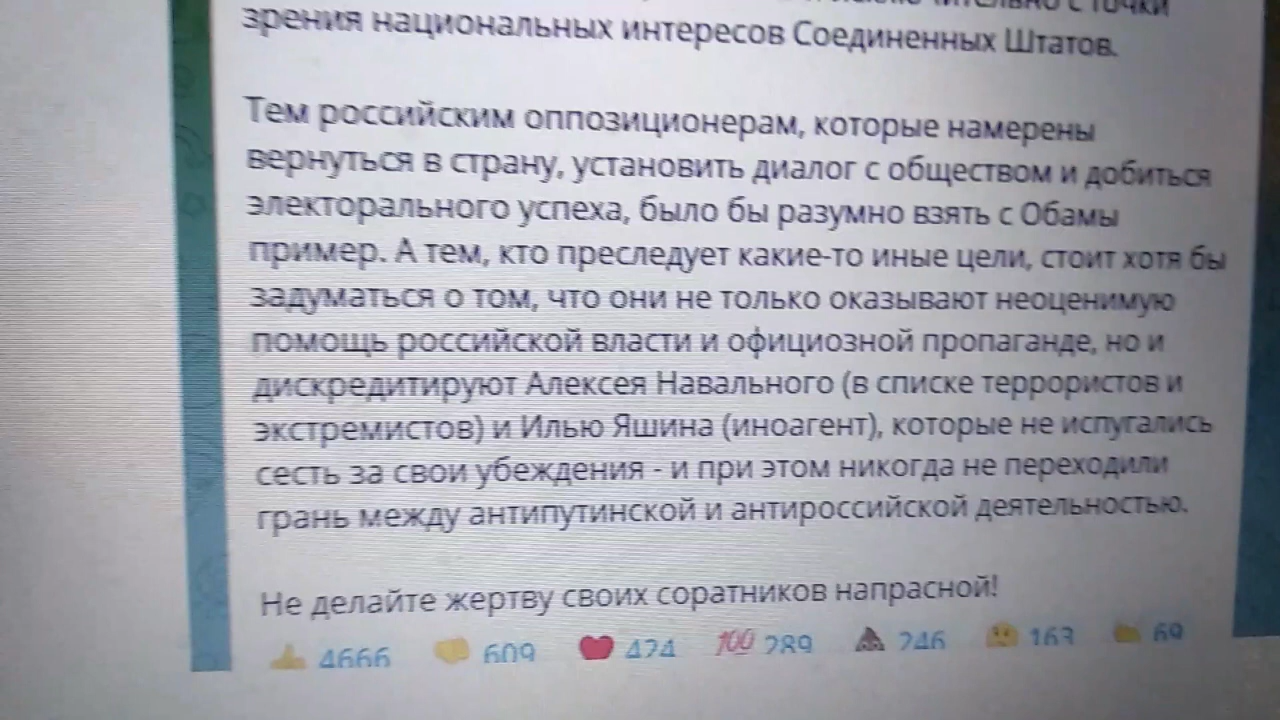 с точки
зрения национальных интересов Соединенных Штатов.
Тем российским оппозиционерам, которые намерены
вернуться в страну, установить диалог с обществом и добиться
электорального успеха, было бы разумно взять с Обамы
пример. А тем, кто преследует какие-то иные цели, стоит хотя бы
задуматься о том, что они не только оказывают неоценимую
помощь российской власти и официозной пропаганде, но и
дискредитируют Алексея Навального (в списке террористов и
экстремистов) и Илью Яшина (иноагент), которые не испугались
сесть за свои убеждения - и при этом никогда не переходили
грань между антипутинской и антироссийской деятельностью.
Не делайте жертву своих соратников напрасной!
4666 609 424 100 289 246 163 69